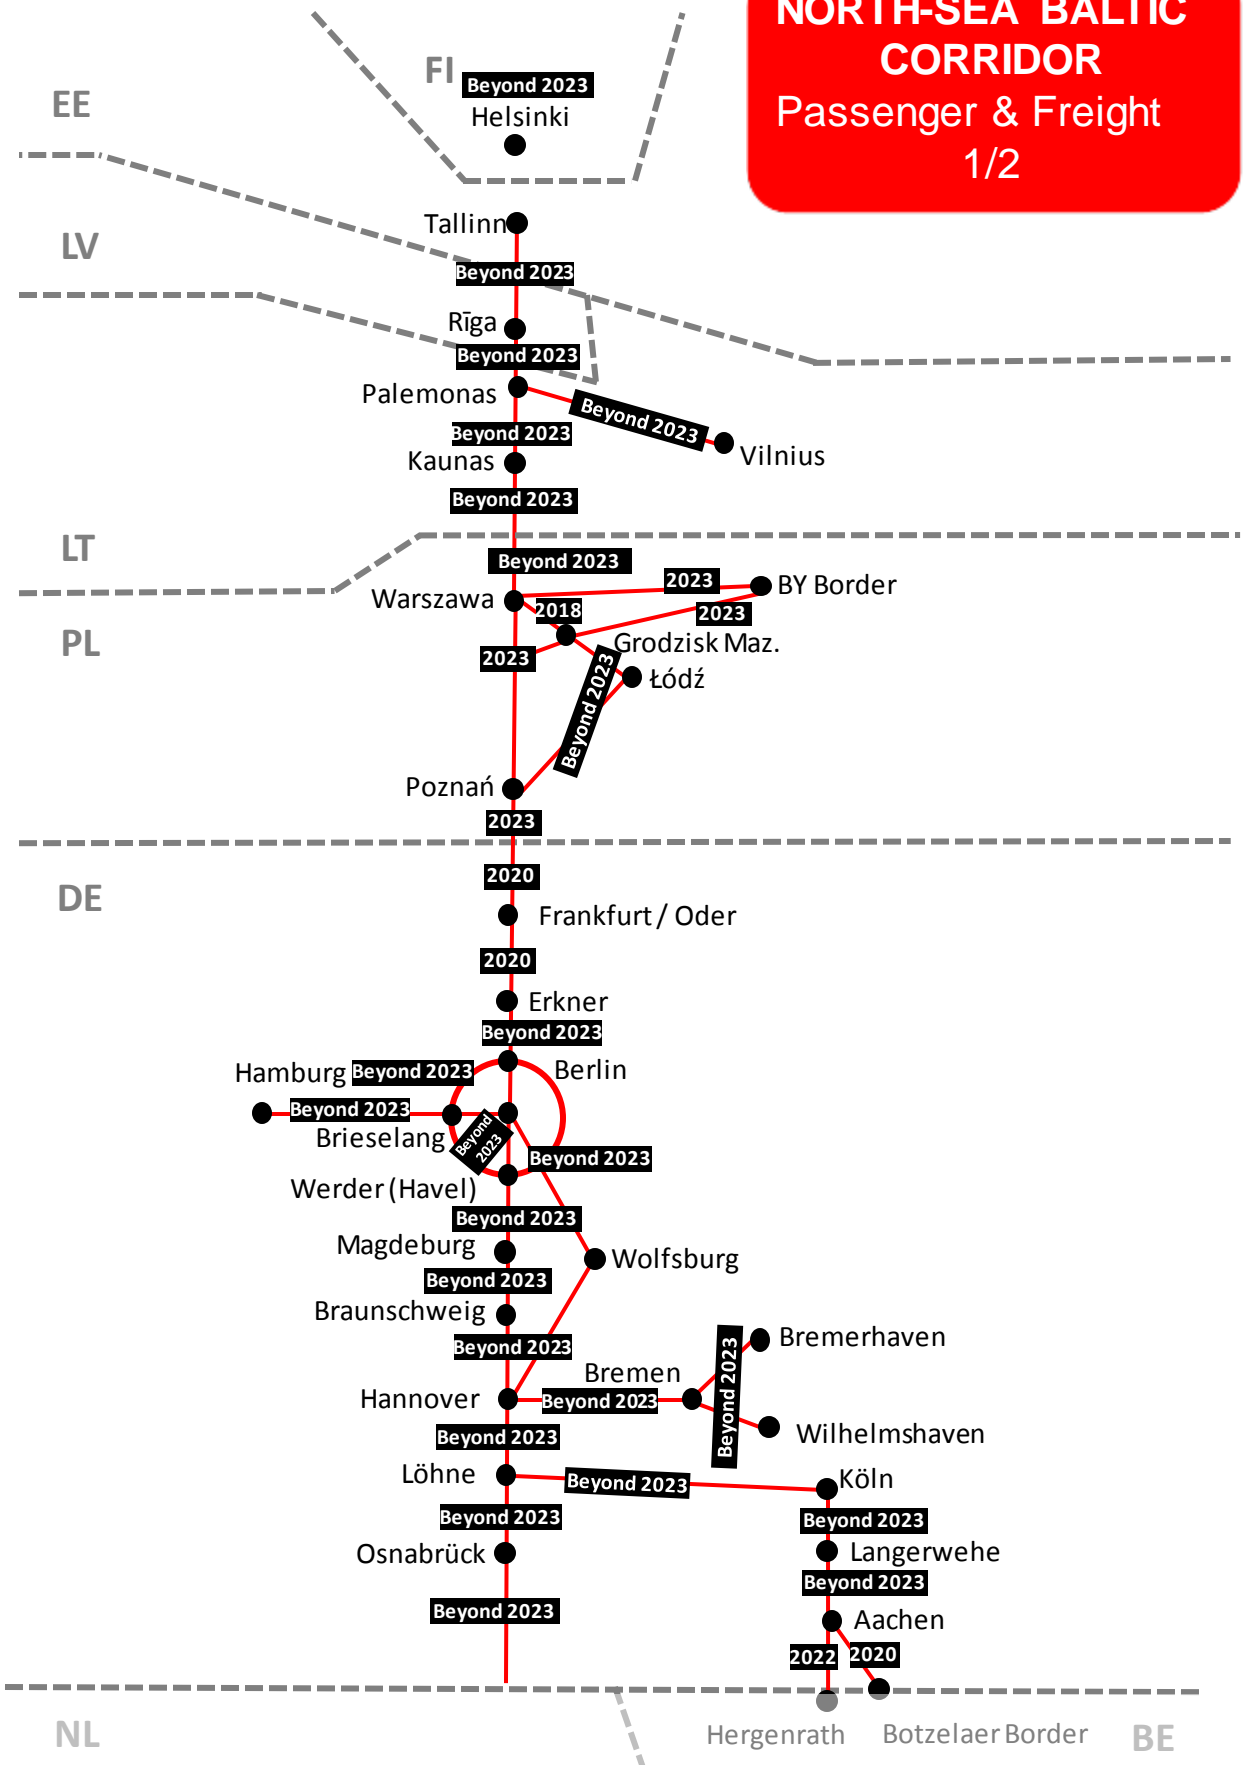 NORTH-SEA BALTIC
CORRIDOR
Passenger & Freight
1/2
FI
Beyond 2023
Helsinki
EE
Tallinn
LV
Beyond 2023
Rīga
Beyond 2023
Palemonas
Beyond 2023
Beyond 2023
Vilnius
Kaunas
Beyond 2023
LT
Beyond 2023
2023
BY Border
Warszawa
2018
2023
PL
Grodzisk Maz.
2023
Łódź
Beyond 2023
Poznań
2023
2020
DE
Frankfurt / Oder
2020
Erkner
Beyond 2023
Hamburg
Beyond 2023
Berlin
Beyond 2023
Brieselang
Beyond
2023
Beyond 2023
Werder (Havel)
Beyond 2023
Magdeburg
Wolfsburg
Beyond 2023
Braunschweig
Beyond 2023
Bremerhaven
Bremen
Beyond 2023
Hannover
Beyond 2023
Wilhelmshaven
Beyond 2023
Löhne
Beyond 2023
Köln
Beyond 2023
Beyond 2023
Osnabrück
Langerwehe
Beyond 2023
Beyond 2023
Aachen
2022
2020
NL
Hergenrath
Botzelaer Border
BE